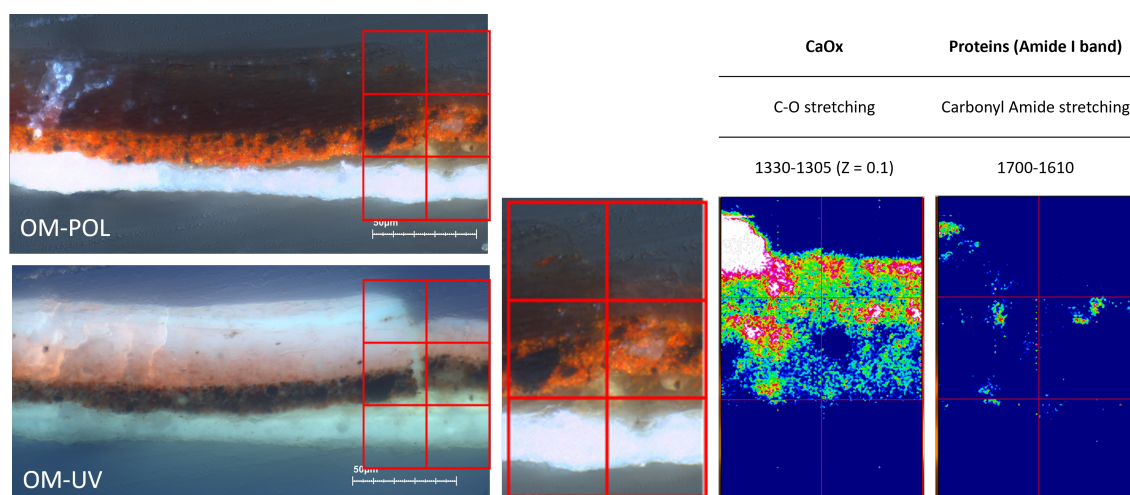 OM-POL
50μm
OM-UV
50μm
CaOx
Proteins (Amide I band)
C-O stretching
Carbonyl Amide stretching
1330-1305 (Z = 0.1)
1700-1610